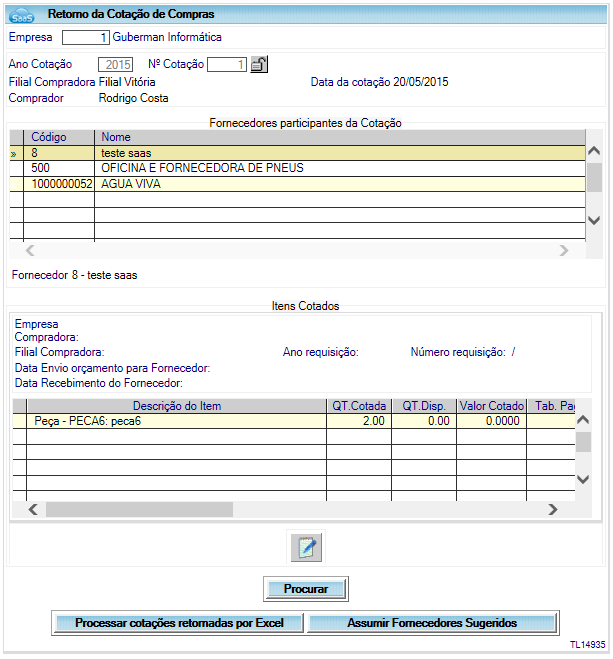 SaaS Retorno da Cotação de Compras
Empresa 1 Guberman Informática
Ano Cotação 2015 Nº Cotação 1
Filial Compradora Filial Vitória Data da cotação 20/05/2015
Comprador Rodrigo Costa
Fornecedores participantes da Cotação
Código Nome
» 8 teste saas
500 OFICINA E FORNECEDORA DE PNEUS
1000000052 AGUA VIVA
Fornecedor 8 - teste saas
Itens Cotados
Empresa
Compradora:
Filial Compradora: Ano requisição: Número requisição: /
Data Envio orçamento para Fornecedor:
Data Recebimento do Fornecedor:
Descrição do Item QT.Cotada QT.Disp. Valor Cotado Tab. Pag
Peça - PECA6: peca6 2.00 0.00 0.0000
Procurar
Processar cotações retornadas por Excel Assumir Fornecedores Sugeridos
TL14935